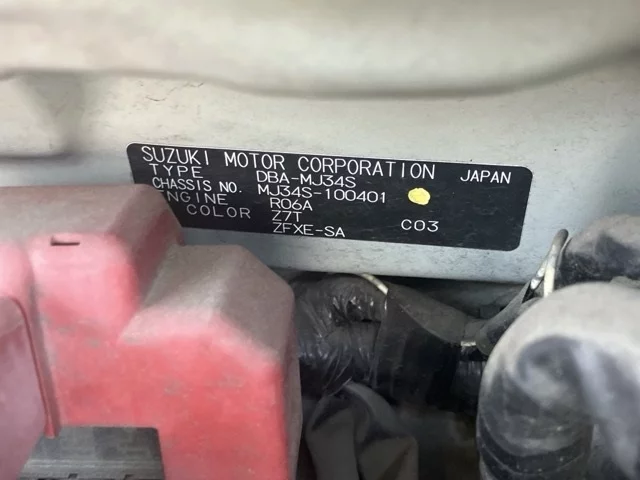 SUZUKI MOTOR CORPORATION JAPAN
TYPE DBA-MJ34S
CHASSIS NO. MJ34S-100401
ENGINE R06A
COLOR Z7T
ZFXE-SA C03